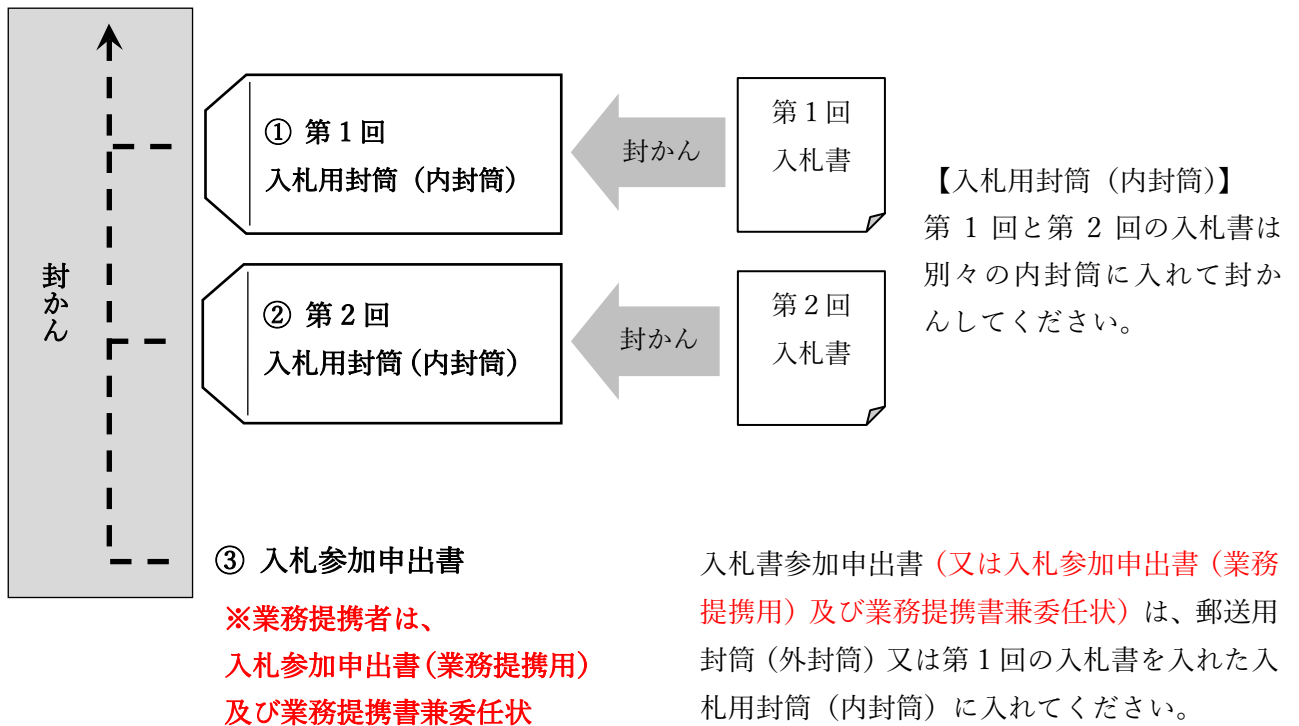 封かん
① 第1回
入札用封筒（内封筒）
封かん
第1回
入札書
【入札用封筒（内封筒）】
第 1 回と第 2 回の入札書は
別々の内封筒に入れて封か
んしてください。
② 第2回
入札用封筒（内封筒）
封かん
第2回
入札書
③ 入札参加申出書
※業務提携者は、
入札参加申出書（業務提携用）
及び業務提携書兼委任状
入札書参加申出書（又は入札参加申出書（業務
提携用）及び業務提携書兼委任状）は、郵送用
封筒（外封筒）又は第1回の入札書を入れた入
札用封筒（内封筒）に入れてください。